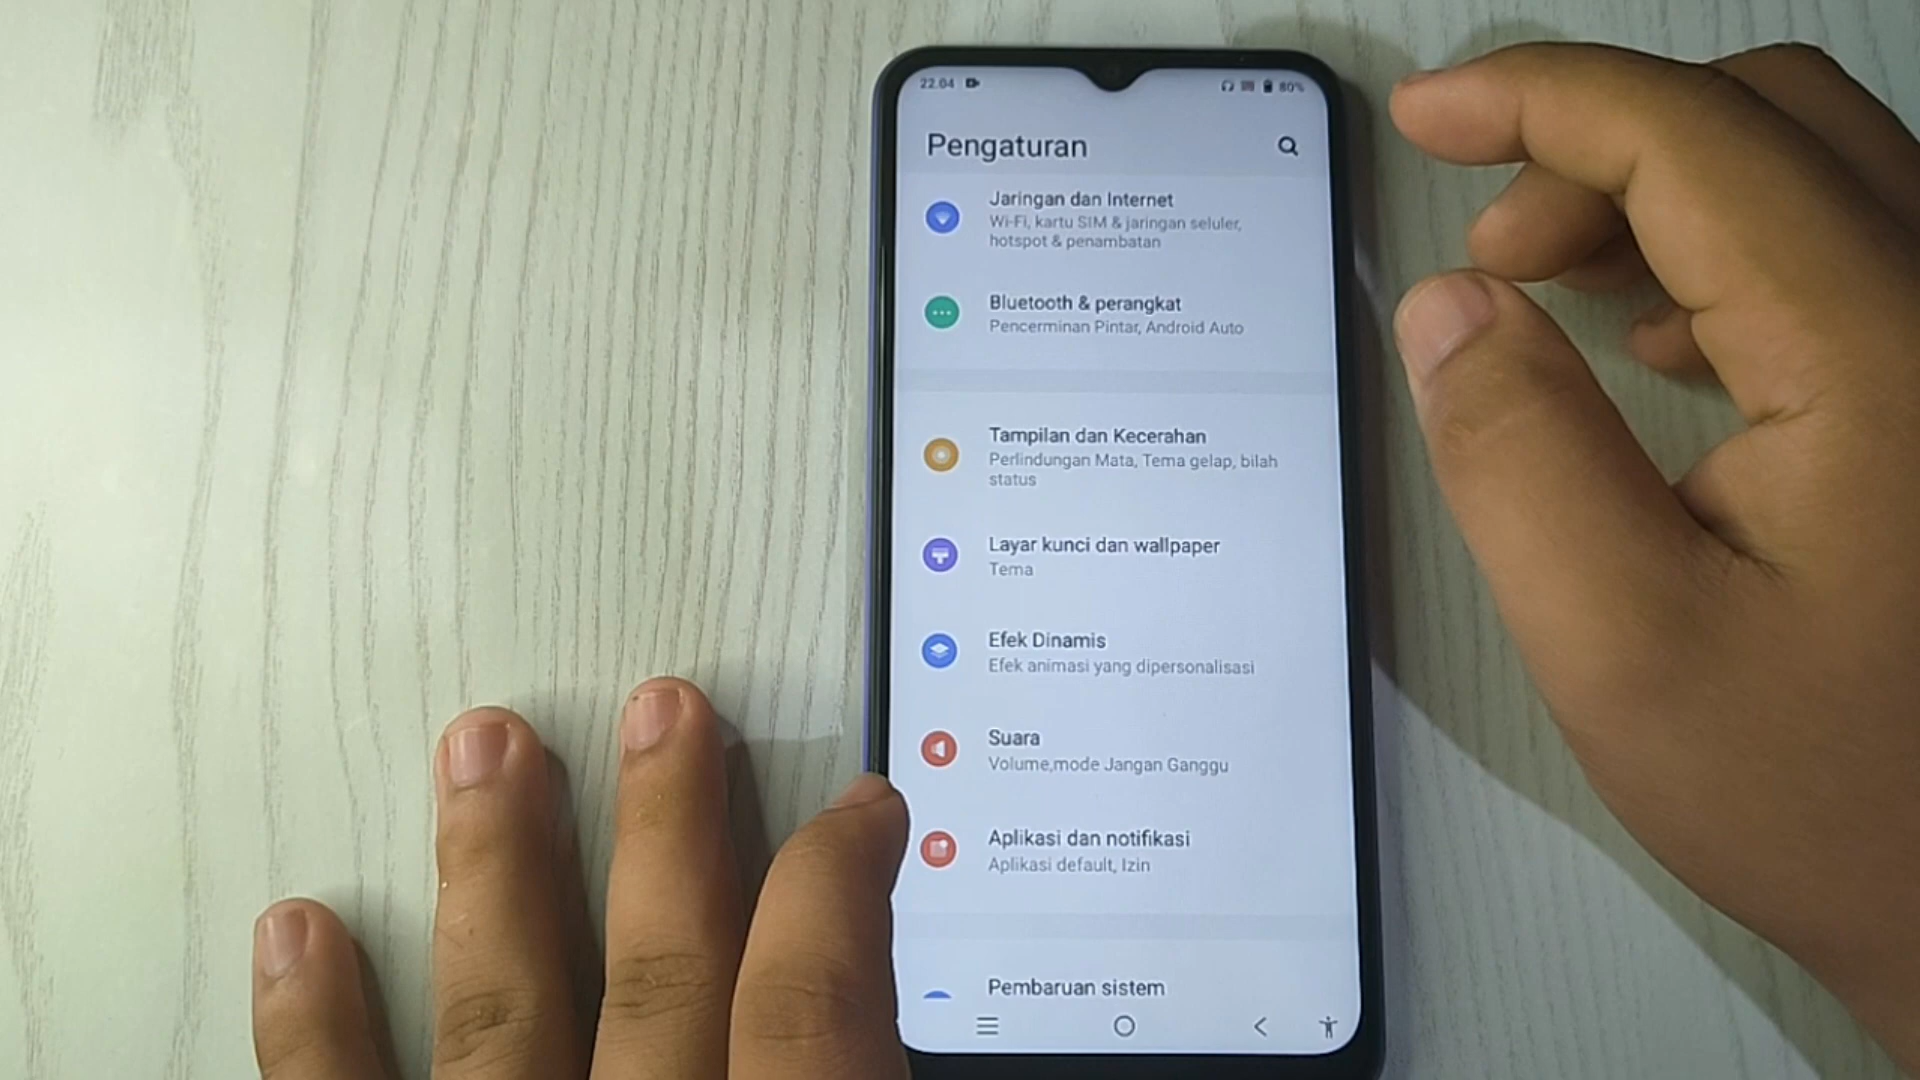 22.04
80%
Pengaturan
Jaringan dan Internet
Wi-Fi, kartu SIM & jaringan seluler,
hotspot & penambatan
Bluetooth & perangkat
Pencerminan Pintar, Android Auto
Tampilan dan Kecerahan
Perlindungan Mata, Tema gelap, bilah
status
Layar kunci dan wallpaper
Tema
Efek Dinamis
Efek animasi yang dipersonalisasi
Suara
Volume,mode Jangan Ganggu
Aplikasi dan notifikasi
Aplikasi default, Izin
Pembaruan sistem